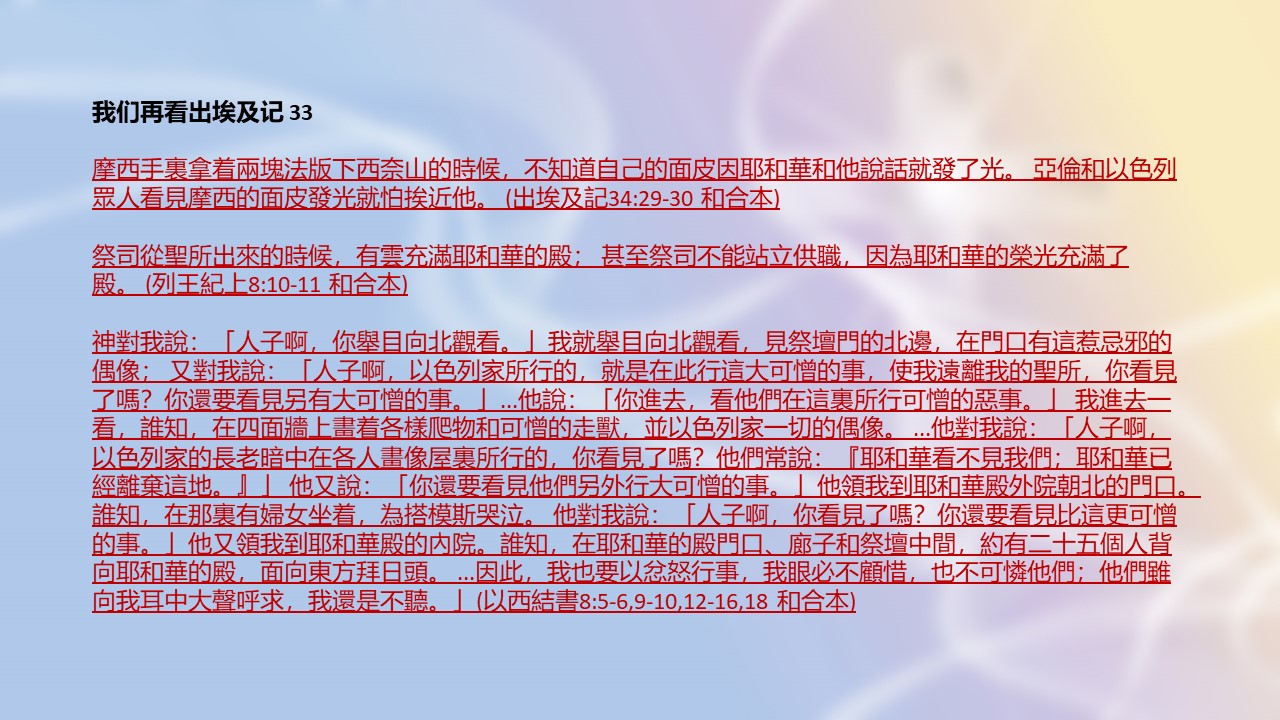 我们再看出埃及记 33
摩西手裏拿着兩塊法版下西奈山的時候，不知道自己的面皮因耶和華和他說話就發了光。 亞倫和以色列
眾人看見摩西的面皮發光就怕挨近他。 (出埃及記34:29-30 和合本)
祭司從聖所出來的時候，有雲充滿耶和華的殿； 甚至祭司不能站立供職，因為耶和華的榮光充滿了
殿。 (列王紀上8:10-11 和合本)
神對我說：「人子啊，你舉目向北觀看。」我就舉目向北觀看，見祭壇門的北邊，在門口有這惹忌邪的
偶像； 又對我說：「人子啊，以色列家所行的，就是在此行這大可憎的事，使我遠離我的聖所，你看見
了嗎？你還要看見另有大可憎的事。」…他說：「你進去，看他們在這裏所行可憎的惡事。」 我進去一
看，誰知，在四面牆上畫着各樣爬物和可憎的走獸，並以色列家一切的偶像。 …他對我說：「人子啊，
以色列家的長老暗中在各人畫像屋裏所行的，你看見了嗎？他們常說：『耶和華看不見我們；耶和華已
經離棄這地。』」 他又說：「你還要看見他們另外行大可憎的事。」他領我到耶和華殿外院朝北的門口。
誰知，在那裏有婦女坐着，為搭模斯哭泣。 他對我說：「人子啊，你看見了嗎？你還要看見比這更可憎
的事。」他又領我到耶和華殿的內院。誰知，在耶和華的殿門口、廊子和祭壇中間，約有二十五個人背
向耶和華的殿，面向東方拜日頭。 …因此，我也要以忿怒行事，我眼必不顧惜，也不可憐他們；他們雖
向我耳中大聲呼求，我還是不聽。」(以西結書8:5-6,9-10,12-16,18 和合本)